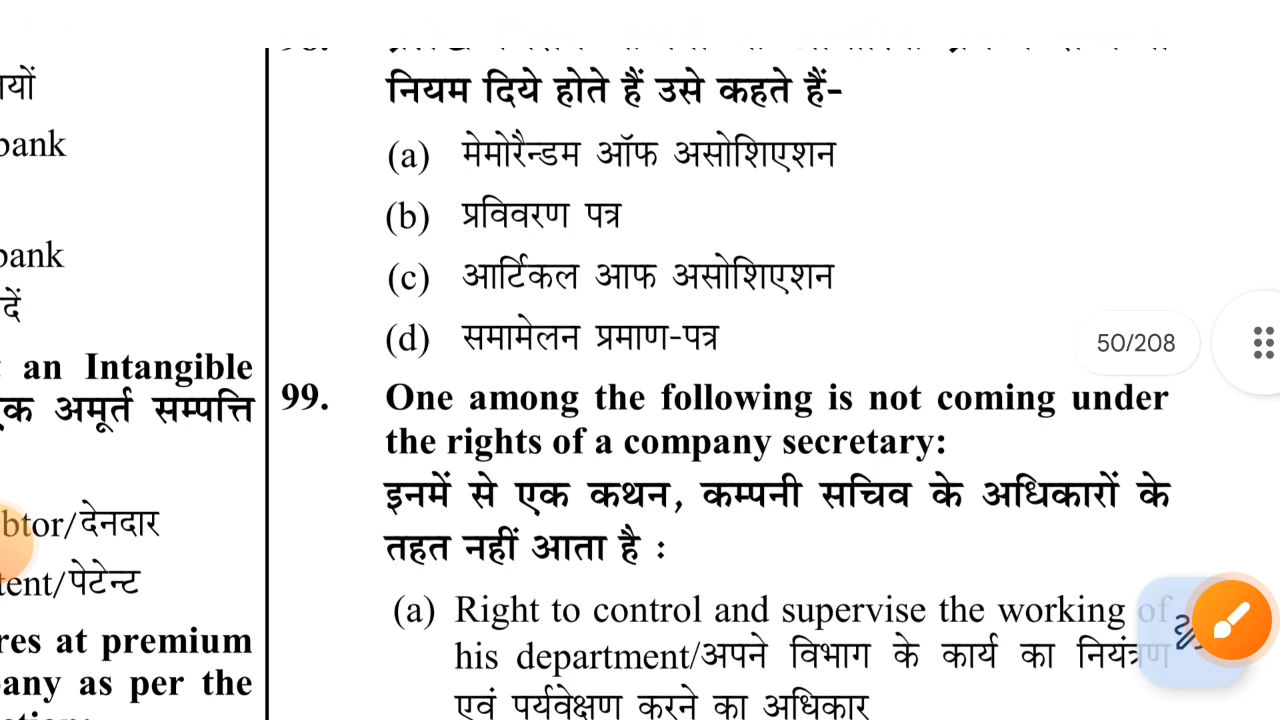 यों
bank
bank
दें
an Intangible
अमूर्त सम्पत्ति
btor/देनदार
tent/पेटेन्ट
res at premium
any as per the
नियम दिये होते हैं उसे कहते हैं-
(a) मेमोरैन्डम ऑफ असोशिएशन
(b) प्रविवरण पत्र
(c) आर्टिकल आफ असोशिएशन
(d) समामेलन प्रमाण-पत्र
99. One among the following is not coming under
the rights of a company secretary:
इनमें से एक कथन, कम्पनी सचिव के अधिकारों के
तहत नहीं आता है :
(a) Right to control and supervise the working of
his department/अपने विभाग के कार्य का नियंत्रण
एवं पर्यवेक्षण करने का अधिकार
50/208